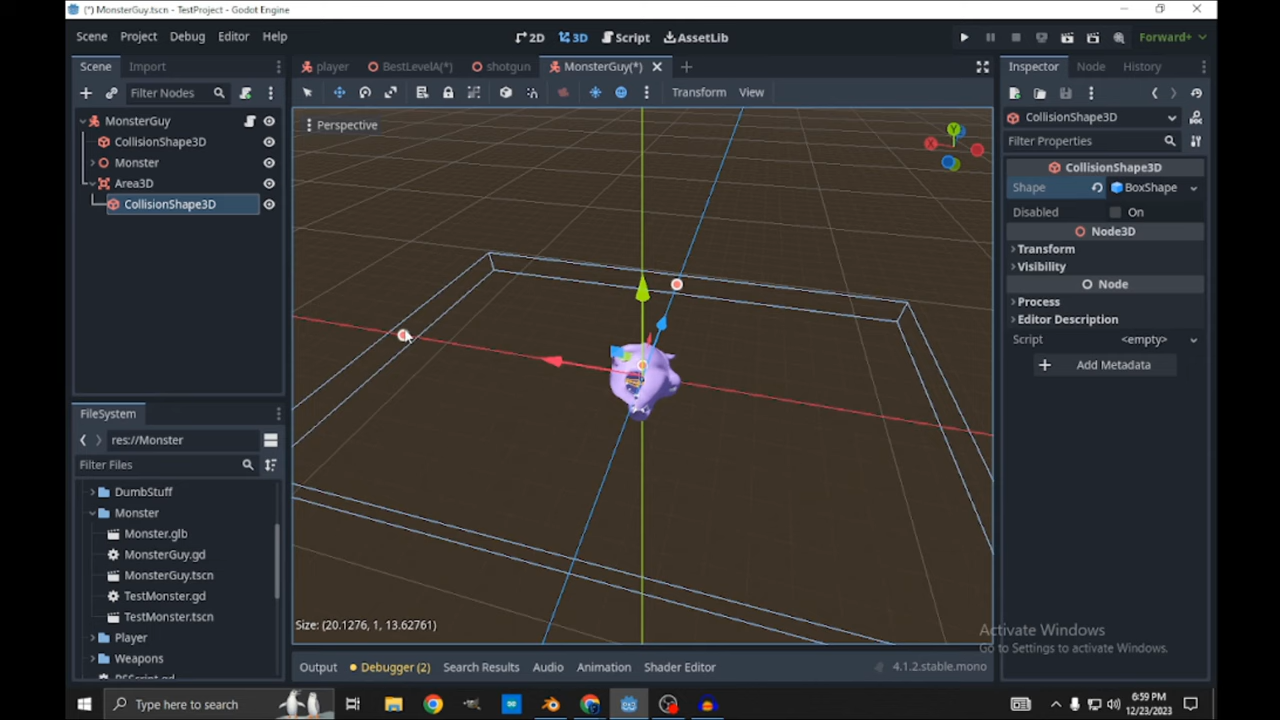 (*) MonsterGuy.tscn - TestProject - Godot Engine
Scene Project Debug Editor Help
2D 3D Script AssetLib
Forward+
Scene Import
player BestLevelA(*) shotgun MonsterGuy(*)
Inspector Node History
Filter Nodes
Transform View
MonsterGuy
CollisionShape3D
Monster
Area3D
CollisionShape3D
Perspective
Y
X
CollisionShape3D
Filter Properties
CollisionShape3D
Shape BoxShape
Disabled On
Node3D
Transform
Visibility
Node
Process
Editor Description
Script <empty>
Add Metadata
FileSystem
res://Monster
Filter Files
DumbStuff
Monster
Monster.glb
MonsterGuy.gd
MonsterGuy.tscn
TestMonster.gd
TestMonster.tscn
Player
Weapons
Size: (20.1276, 1, 13.62761)
Activate Windows
Go to Settings to activate Windows.
Output Debugger (2) Search Results Audio Animation Shader Editor
4.1.2.stable.mono
Type here to search
6:59 PM
12/23/2023